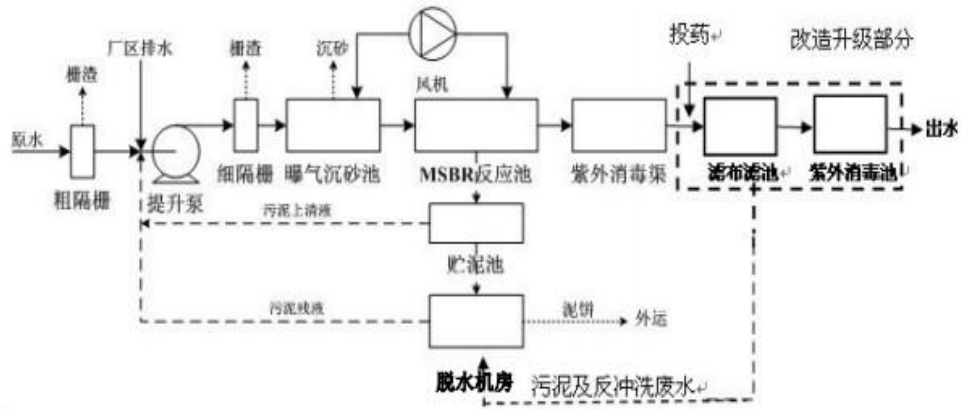 投药↵
改造升级部分
厂区排水
栅渣
沉砂
栅渣
风机
原水
出水
粗隔栅
提升泵
细隔栅
曝气沉砂池
MSBR反应池
紫外消毒渠
滤布滤池↵
紫外消毒池↵
污泥上清液
贮泥池
污泥残液
泥饼
外运
脱水机房
污泥及反冲洗废水↵